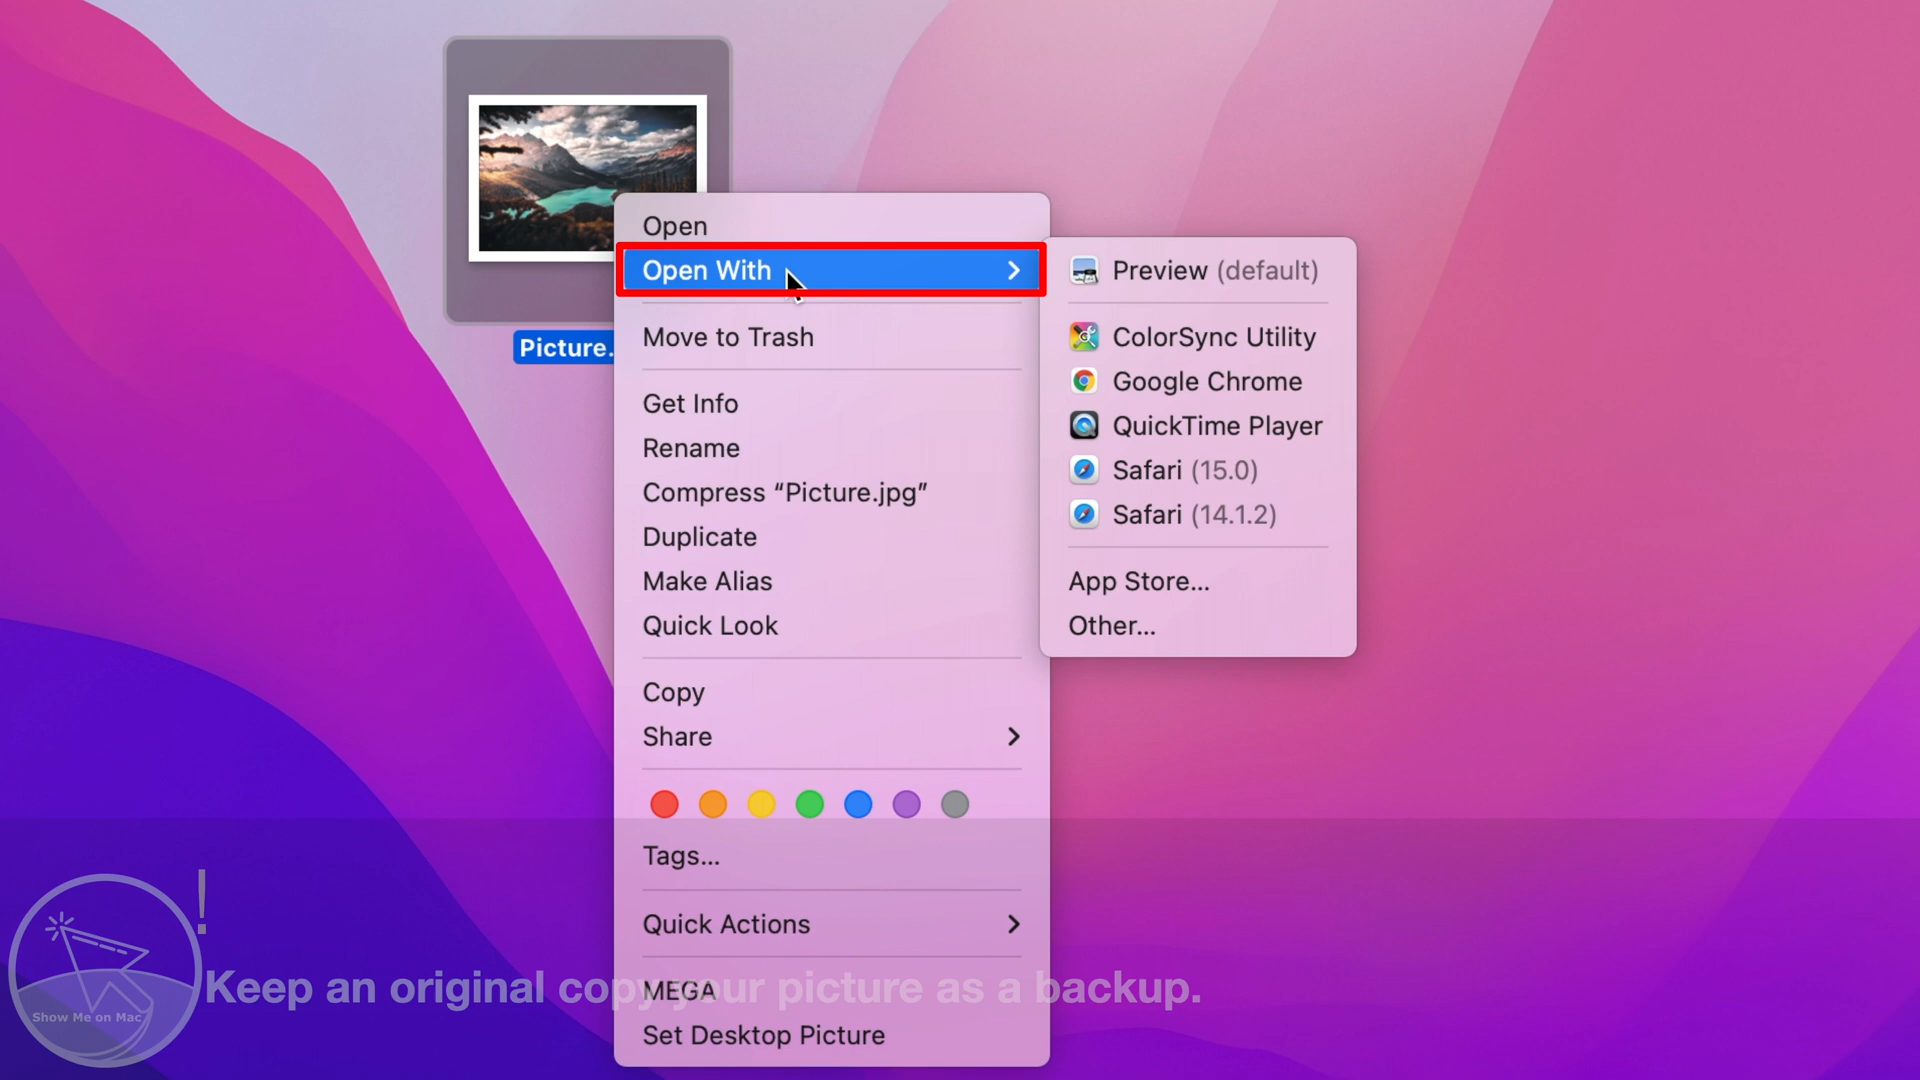 Open
Open With
Picture.
Move to Trash
Get Info
Rename
Compress “Picture.jpg”
Duplicate
Make Alias
Quick Look
Copy
Share
Tags...
Quick Actions
MEGA
Set Desktop Picture
Preview (default)
ColorSync Utility
Google Chrome
QuickTime Player
Safari (15.0)
Safari (14.1.2)
App Store...
Other...
!
Keep an original copy your picture as a backup.
Show Me on Mac